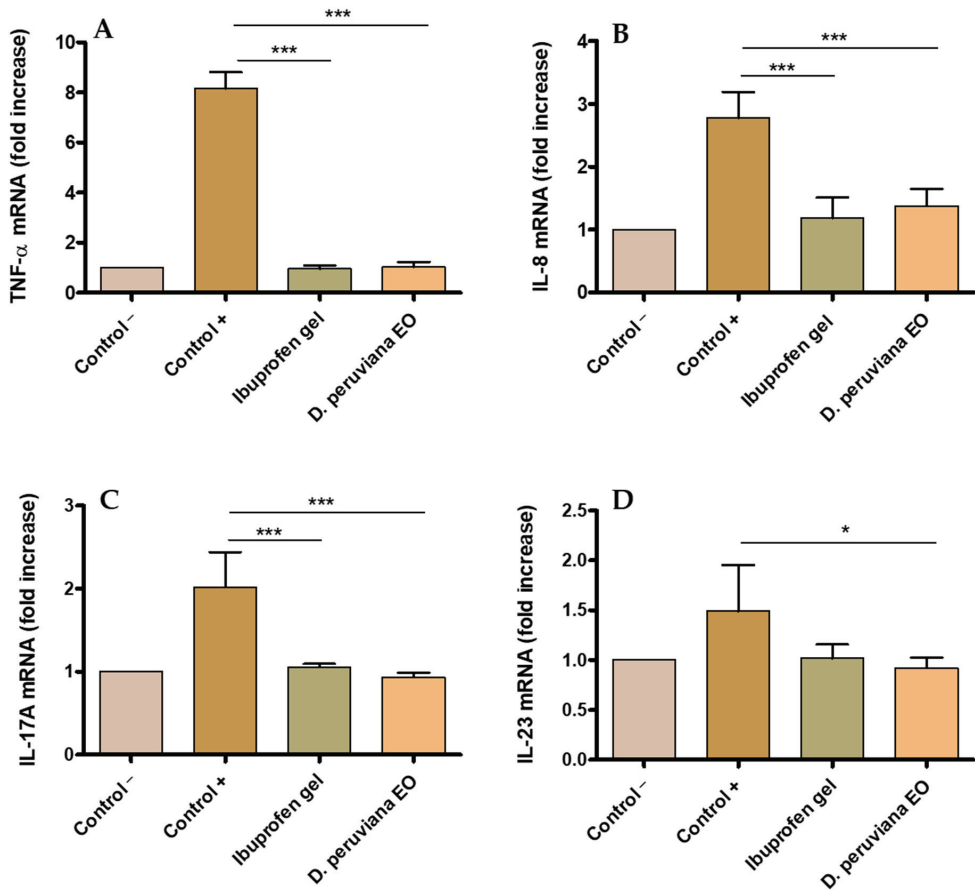 A
TNF-α mRNA (fold increase)
10
8
6
4
2
0
***
***
Control −
Control +
Ibuprofen gel
D. peruviana EO
B
IL-8 mRNA (fold increase)
4
3
2
1
0
***
***
Control −
Control +
Ibuprofen gel
D. peruviana EO
C
IL-17A mRNA (fold increase)
3
2
1
0
***
***
Control −
Control +
Ibuprofen gel
D. peruviana EO
D
IL-23 mRNA (fold increase)
2.5
2.0
1.5
1.0
0.5
0.0
*
Control −
Control +
Ibuprofen gel
D. peruviana EO